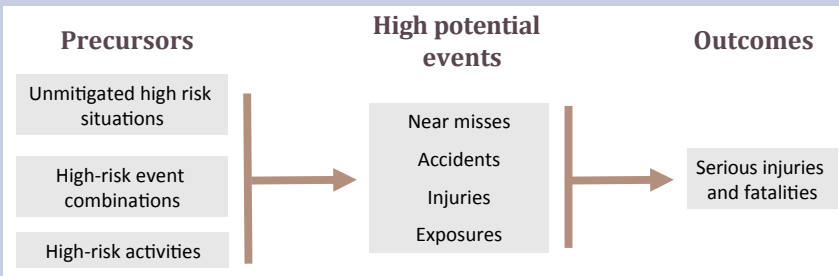 Precursors
Unmitigated high risk
situations
High-risk event
combinations
High-risk activities
High potential
events
Near misses
Accidents
Injuries
Exposures
Outcomes
Serious injuries
and fatalities